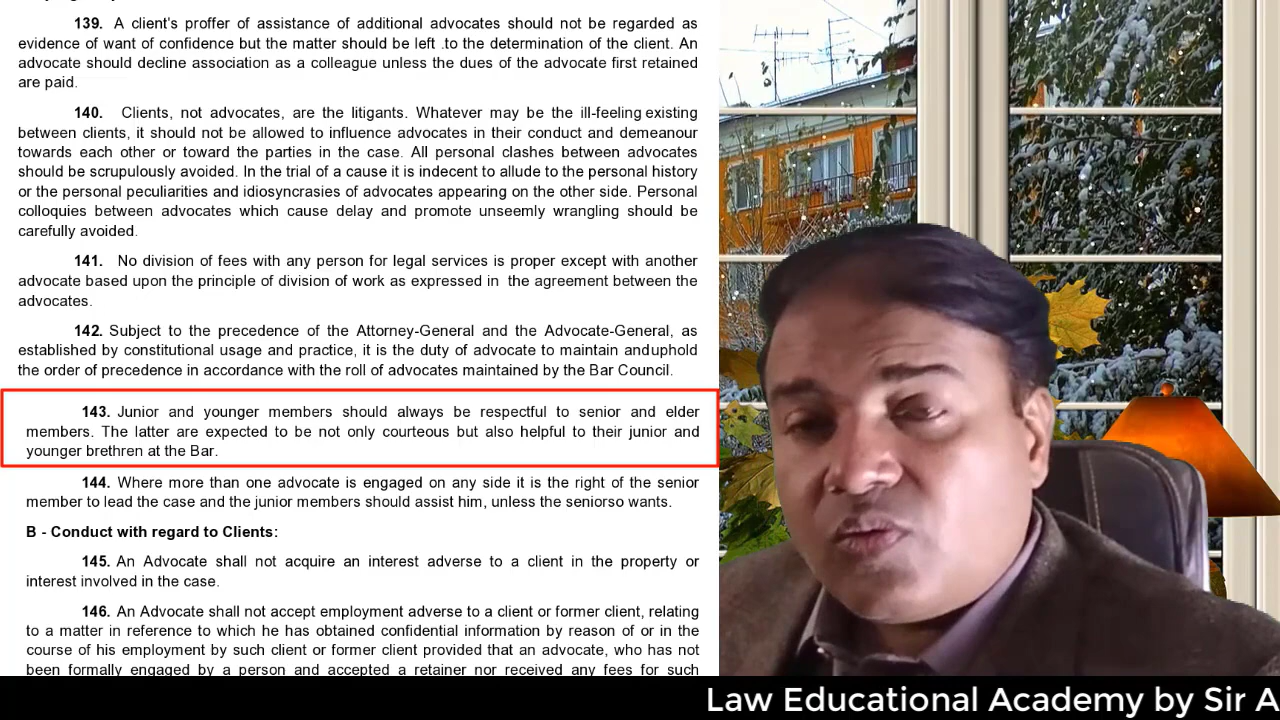 139. A client's proffer of assistance of additional advocates should not be regarded as
evidence of want of confidence but the matter should be left .to the determination of the client. An
advocate should decline association as a colleague unless the dues of the advocate first retained
are paid.
140. Clients, not advocates, are the litigants. Whatever may be the ill-feeling existing
between clients, it should not be allowed to influence advocates in their conduct and demeanour
towards each other or toward the parties in the case. All personal clashes between advocates
should be scrupulously avoided. In the trial of a cause it is indecent to allude to the personal history
or the personal peculiarities and idiosyncrasies of advocates appearing on the other side. Personal
colloquies between advocates which cause delay and promote unseemly wrangling should be
carefully avoided.
141. No division of fees with any person for legal services is proper except with another
advocate based upon the principle of division of work as expressed in the agreement between the
advocates.
142. Subject to the precedence of the Attorney-General and the Advocate-General, as
established by constitutional usage and practice, it is the duty of advocate to maintain anduphold
the order of precedence in accordance with the roll of advocates maintained by the Bar Council.
143. Junior and younger members should always be respectful to senior and elder
members. The latter are expected to be not only courteous but also helpful to their junior and
younger brethren at the Bar.
144. Where more than one advocate is engaged on any side it is the right of the senior
member to lead the case and the junior members should assist him, unless the seniorso wants.
B - Conduct with regard to Clients:
145. An Advocate shall not acquire an interest adverse to a client in the property or
interest involved in the case.
146. An Advocate shall not accept employment adverse to a client or former client, relating
to a matter in reference to which he has obtained confidential information by reason of or in the
course of his employment by such client or former client provided that an advocate, who has not
been formally engaged by a person and accepted a retainer nor received any fees for such
Law Educational Academy by Sir A